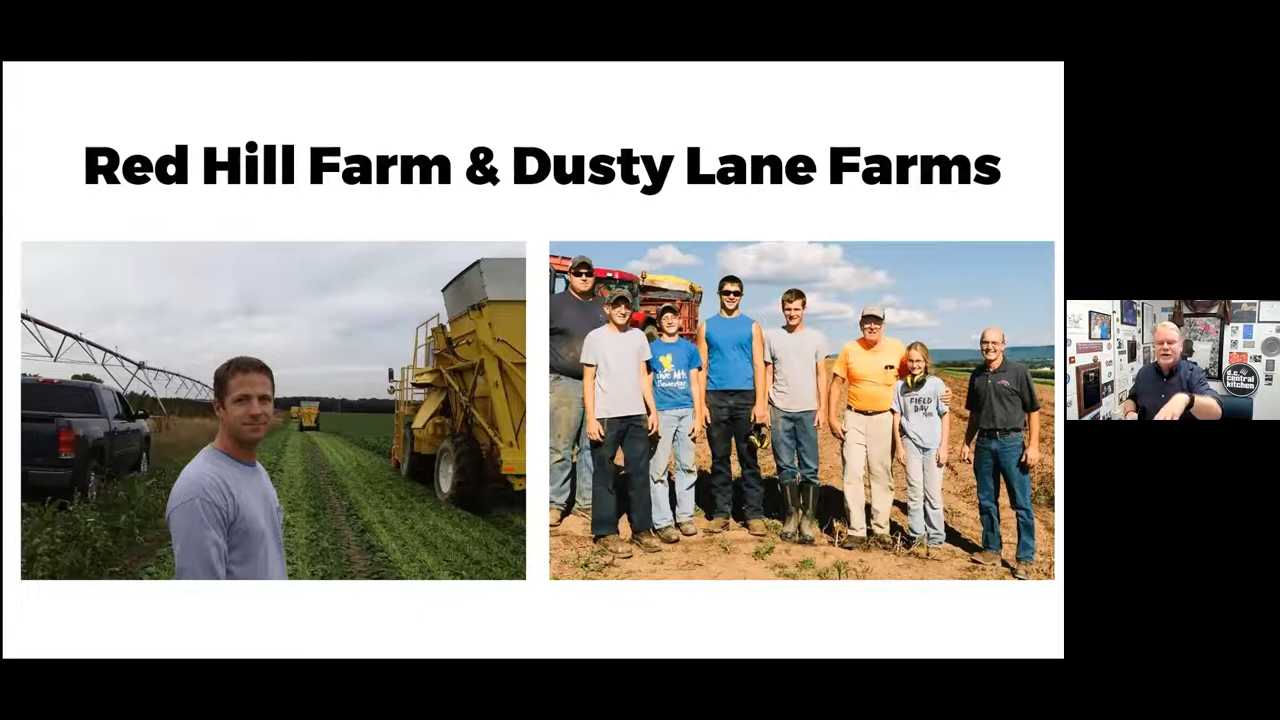 Red Hill Farm & Dusty Lane Farms
FIELD
DAY
d.c.
central
kitchen